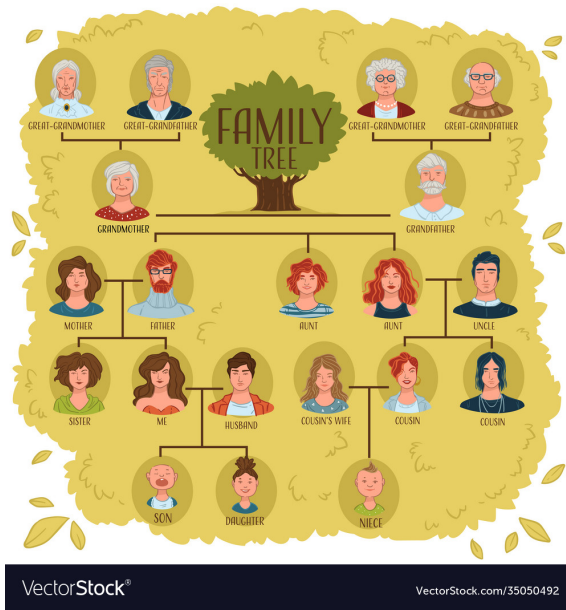 FAMILY
TREE
GREAT-GRANDMOTHER
GREAT-GRANDFATHER
GREAT-GRANDMOTHER
GREAT-GRANDFATHER
GRANDMOTHER
GRANDFATHER
MOTHER
FATHER
AUNT
AUNT
UNCLE
SISTER
ME
HUSBAND
COUSIN'S WIFE
COUSIN
COUSIN
SON
DAUGHTER
NIECE
VectorStock®
VectorStock.com/35050492